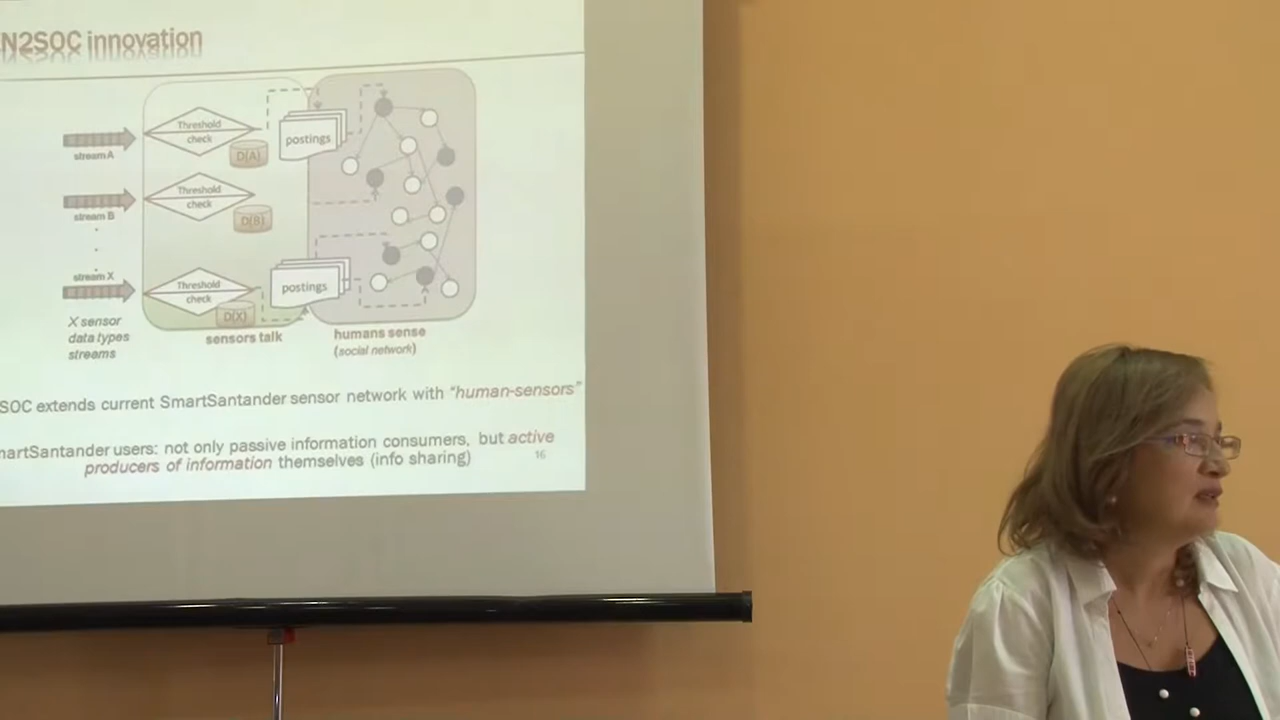 N2SOC innovation
Threshold
check
D(A)
postings
stream A
Threshold
check
D(B)
stream B
stream X
Threshold
check
D(X)
postings
X sensor
data types
streams
sensors talk
humans sense
(social network)
SOC extends current SmartSantander sensor network with “human-sensors”
martSantander users: not only passive information consumers, but active
producers of information themselves (info sharing)
16